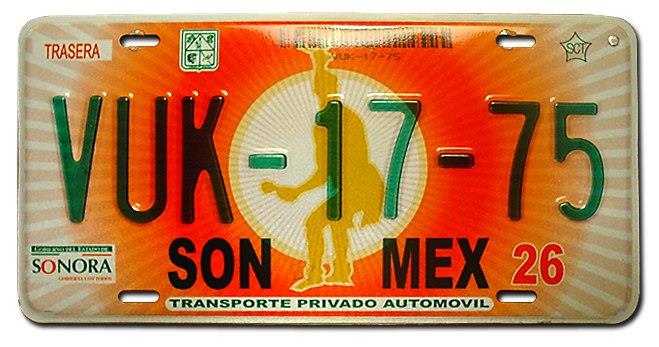 TRASERA
SCT
VUK-17-75
VUK-17-75
GOBIERNO DEL ESTADO DE
SONORA
SON MEX 26
TRANSPORTE PRIVADO AUTOMOVIL